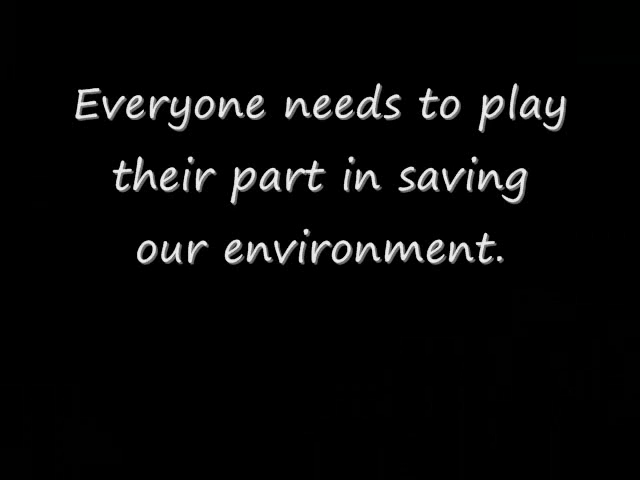 Everyone needs to play
their part in saving
our environment.